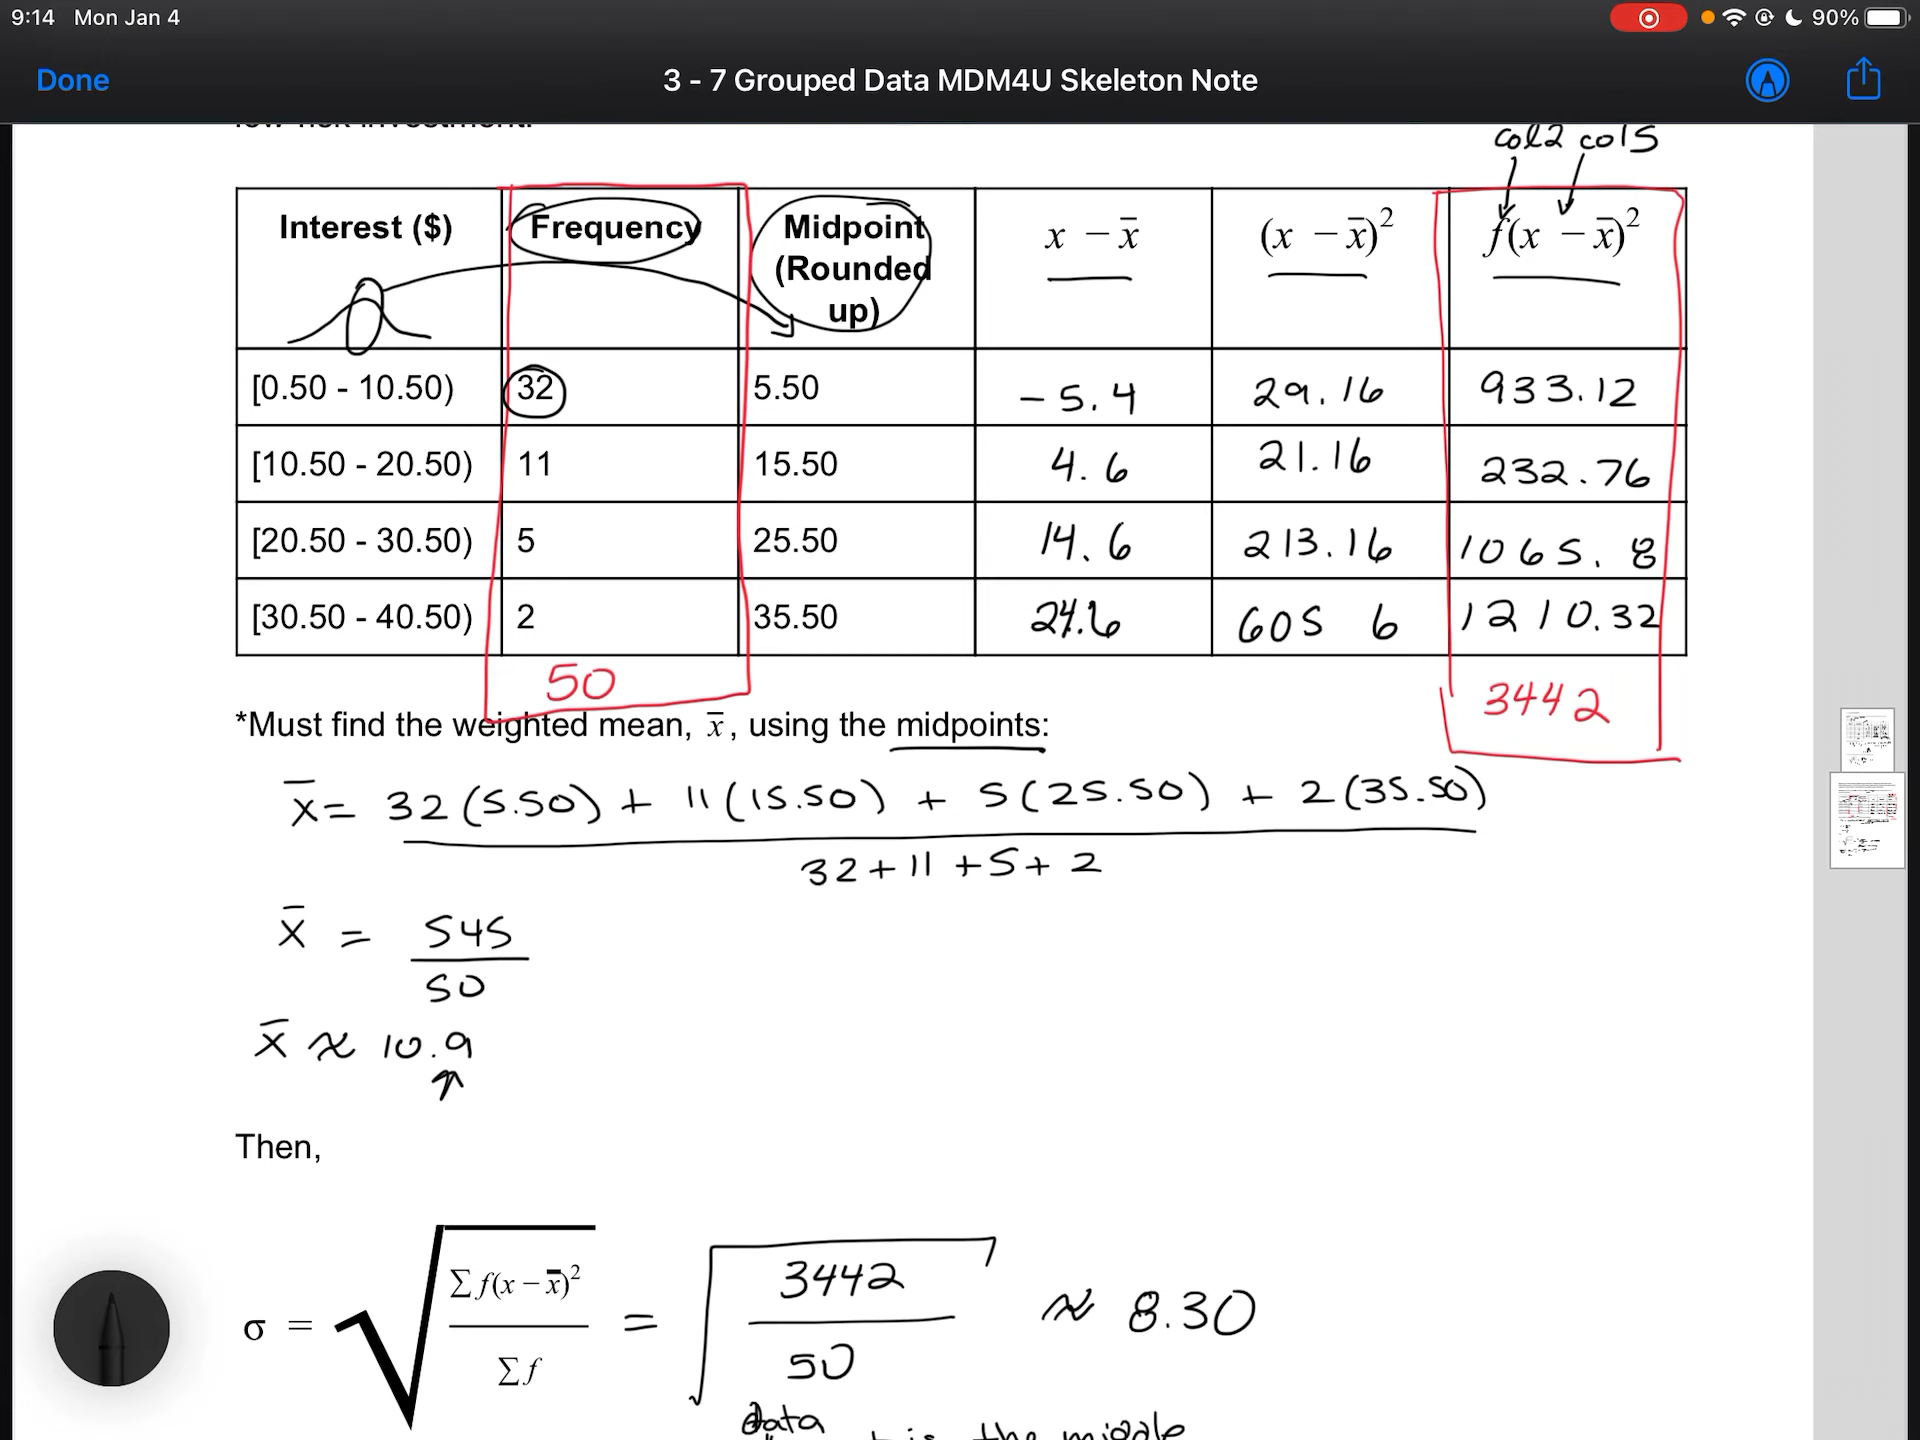 9:14 Mon Jan 4 90%
Done 3 - 7 Grouped Data MDM4U Skeleton Note
col2 col5
Interest ($) Frequency Midpoint (Rounded up) x − x̄ (x − x̄)² f(x − x̄)²
[0.50 - 10.50) 32 5.50 −5.4 29.16 933.12
[10.50 - 20.50) 11 15.50 4.6 21.16 232.76
[20.50 - 30.50) 5 25.50 14.6 213.16 1065.8
[30.50 - 40.50) 2 35.50 24.6 605 6 1210.32
50 3442
*Must find the weighted mean, x̄, using the midpoints:
x̄ = 32(5.50) + 11(15.50) + 5(25.50) + 2(35.50)
32 + 11 + 5 + 2
x̄ = 545
50
x̄ ≈ 10.9
Then,
σ = √ ∑f(x − x̄)² / ∑f = √ 3442 / 50 ≈ 8.30
data
is the middle